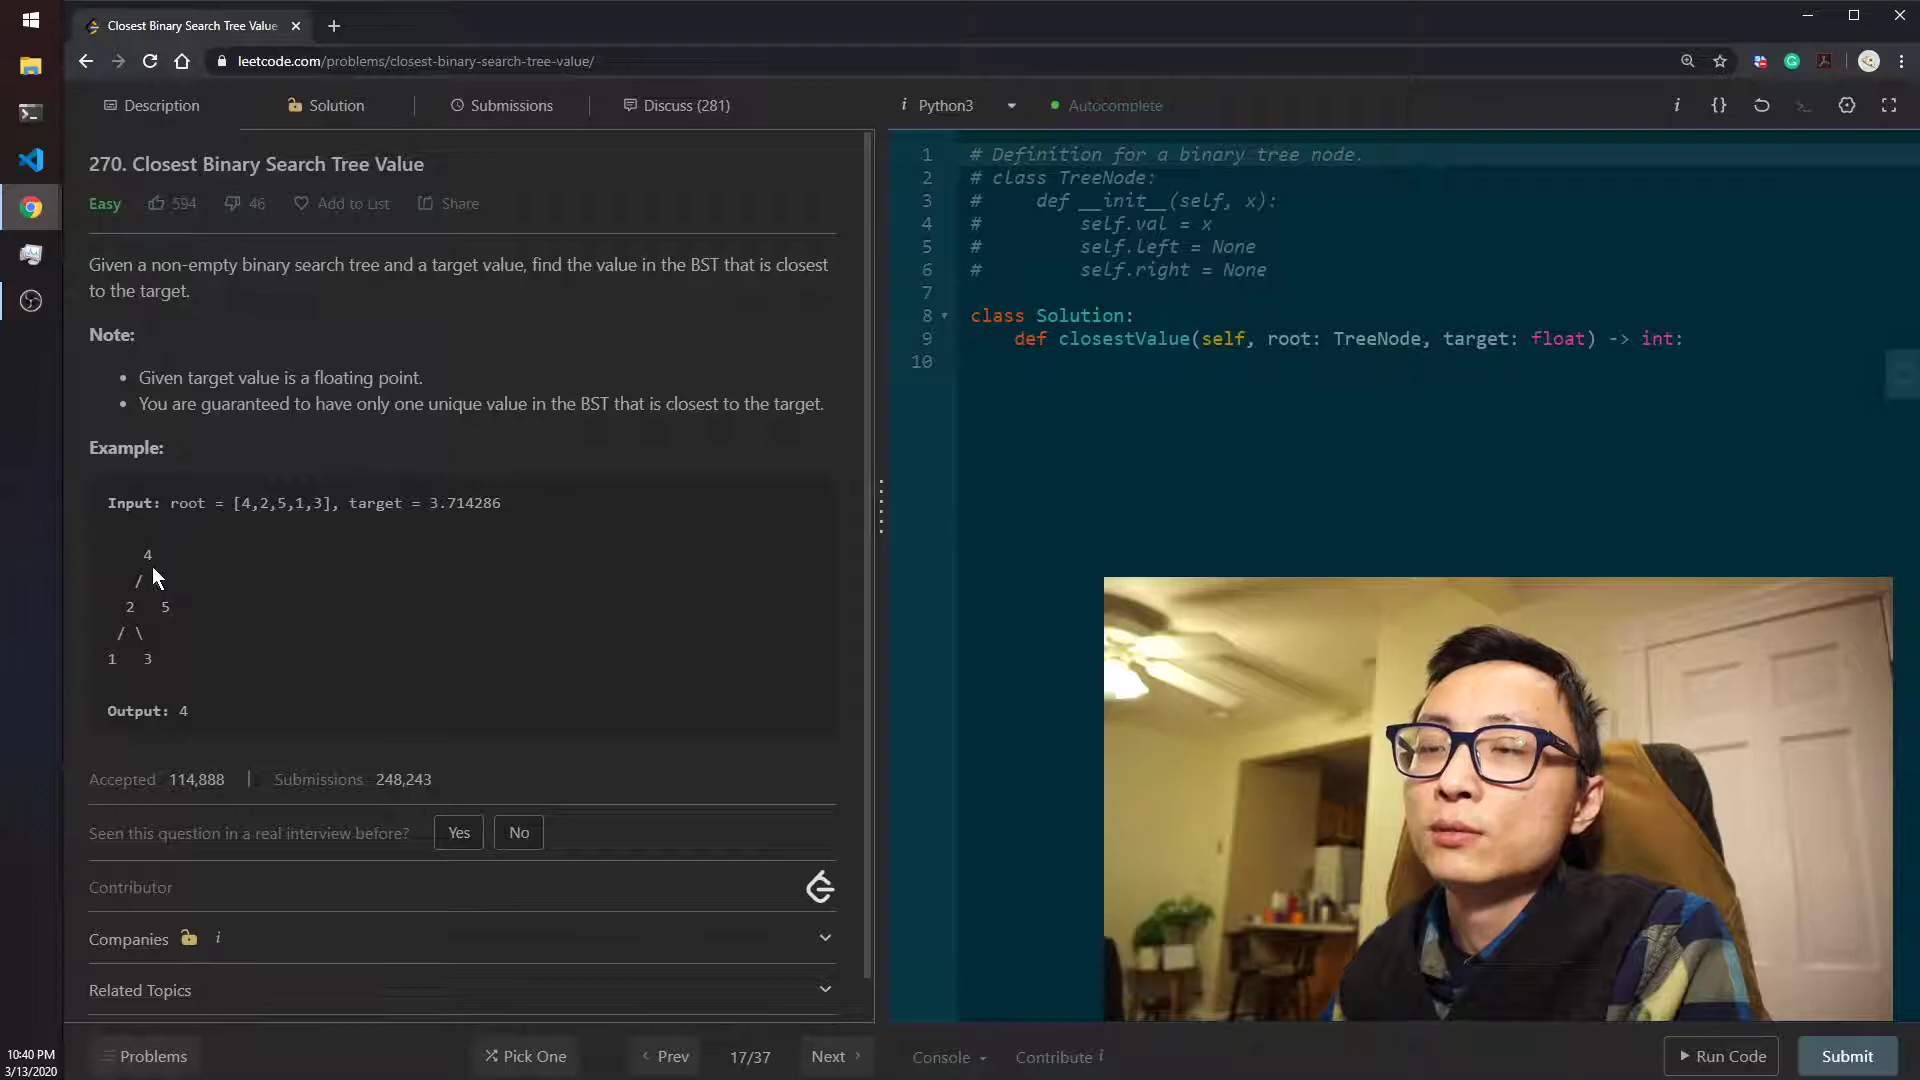 Closest Binary Search Tree Value
leetcode.com/problems/closest-binary-search-tree-value/
Description
Solution
Submissions
Discuss (281)
i Python3
Autocomplete
i {}
270. Closest Binary Search Tree Value
Easy 594 46 Add to List Share
Given a non-empty binary search tree and a target value, find the value in the BST that is closest
to the target.
Note:
• Given target value is a floating point.
• You are guaranteed to have only one unique value in the BST that is closest to the target.
Example:
Input: root = [4,2,5,1,3], target = 3.714286
4
/
2 5
/ \
1 3
Output: 4
Accepted 114,888 | Submissions 248,243
Seen this question in a real interview before? Yes No
Contributor
Companies i
Related Topics
Problems
Pick One
Prev
17/37
Next
1 # Definition for a binary tree node.
2 # class TreeNode:
3 #     def __init__(self, x):
4 #         self.val = x
5 #         self.left = None
6 #         self.right = None
7
8 class Solution:
9     def closestValue(self, root: TreeNode, target: float) -> int:
10
Console
Contribute i
Run Code
Submit
10:40 PM
3/13/2020